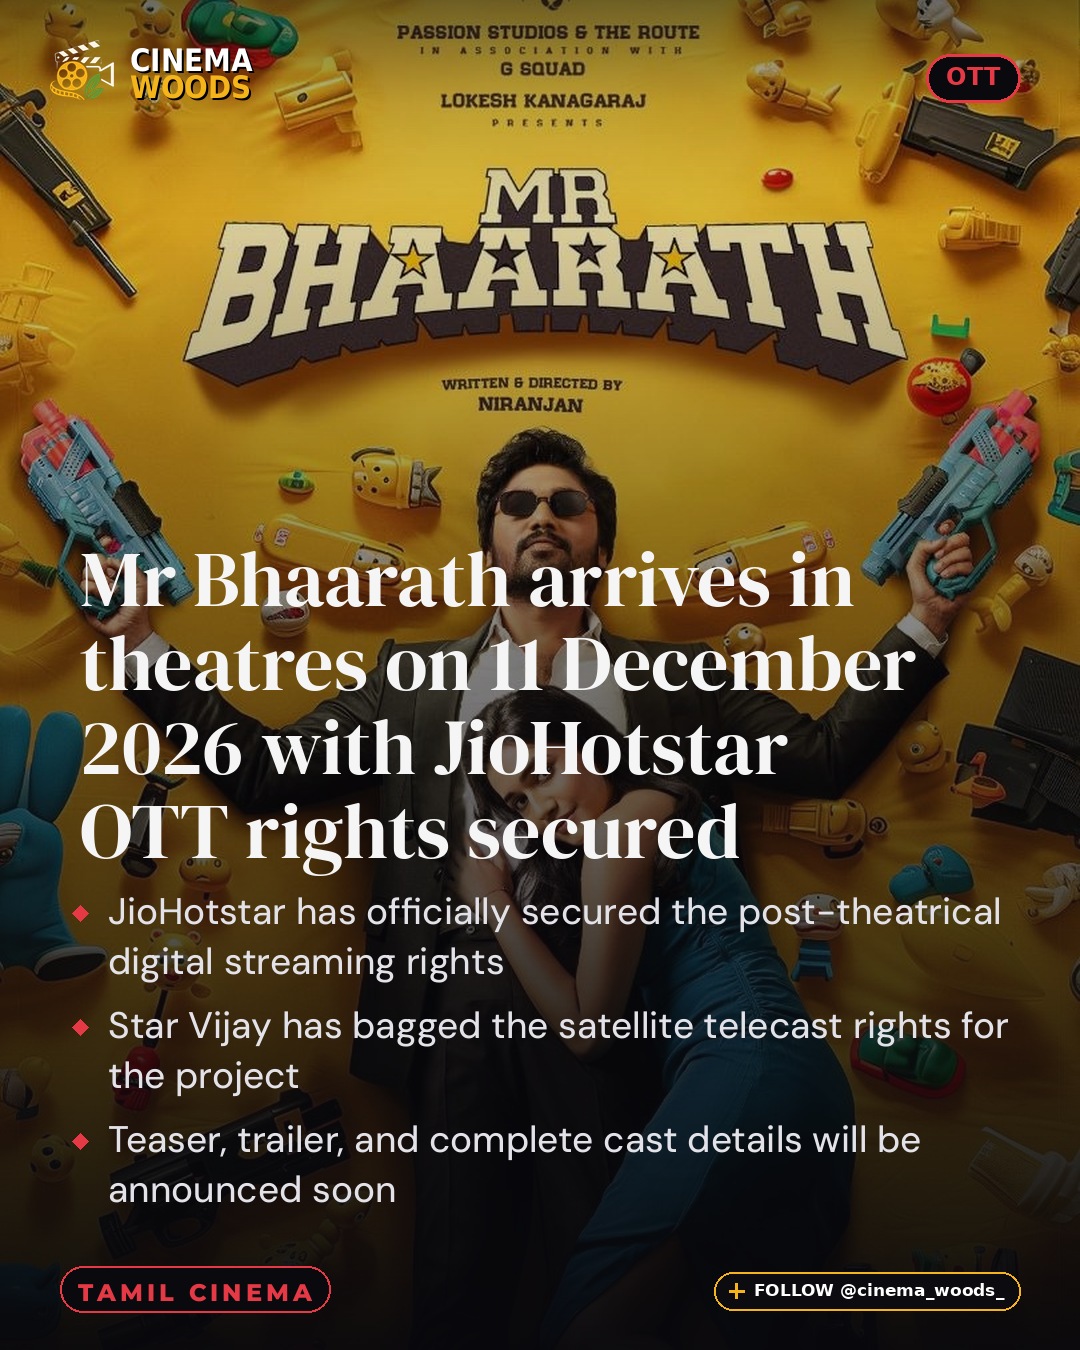 CINEMA
WOODS
OTT
PASSION STUDIOS & THE ROUTE
IN ASSOCIATION WITH
G SQUAD
LOKESH KANAGARAJ
PRESENTS
MR
BHAARATH
WRITTEN & DIRECTED BY
NIRANJAN
Mr Bhaarath arrives in
theatres on 11 December
2026 with JioHotstar
OTT rights secured
JioHotstar has officially secured the post-theatrical
digital streaming rights
Star Vijay has bagged the satellite telecast rights for
the project
Teaser, trailer, and complete cast details will be
announced soon
TAMIL CINEMA
+ FOLLOW @cinema_woods_